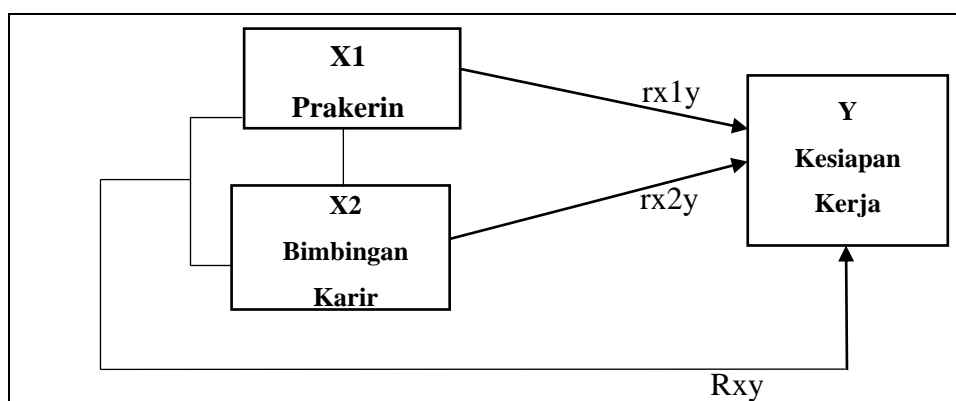 X1
Prakerin
rx1y
Y
Kesiapan
Kerja
X2
Bimbingan
Karir
rx2y
Rxy